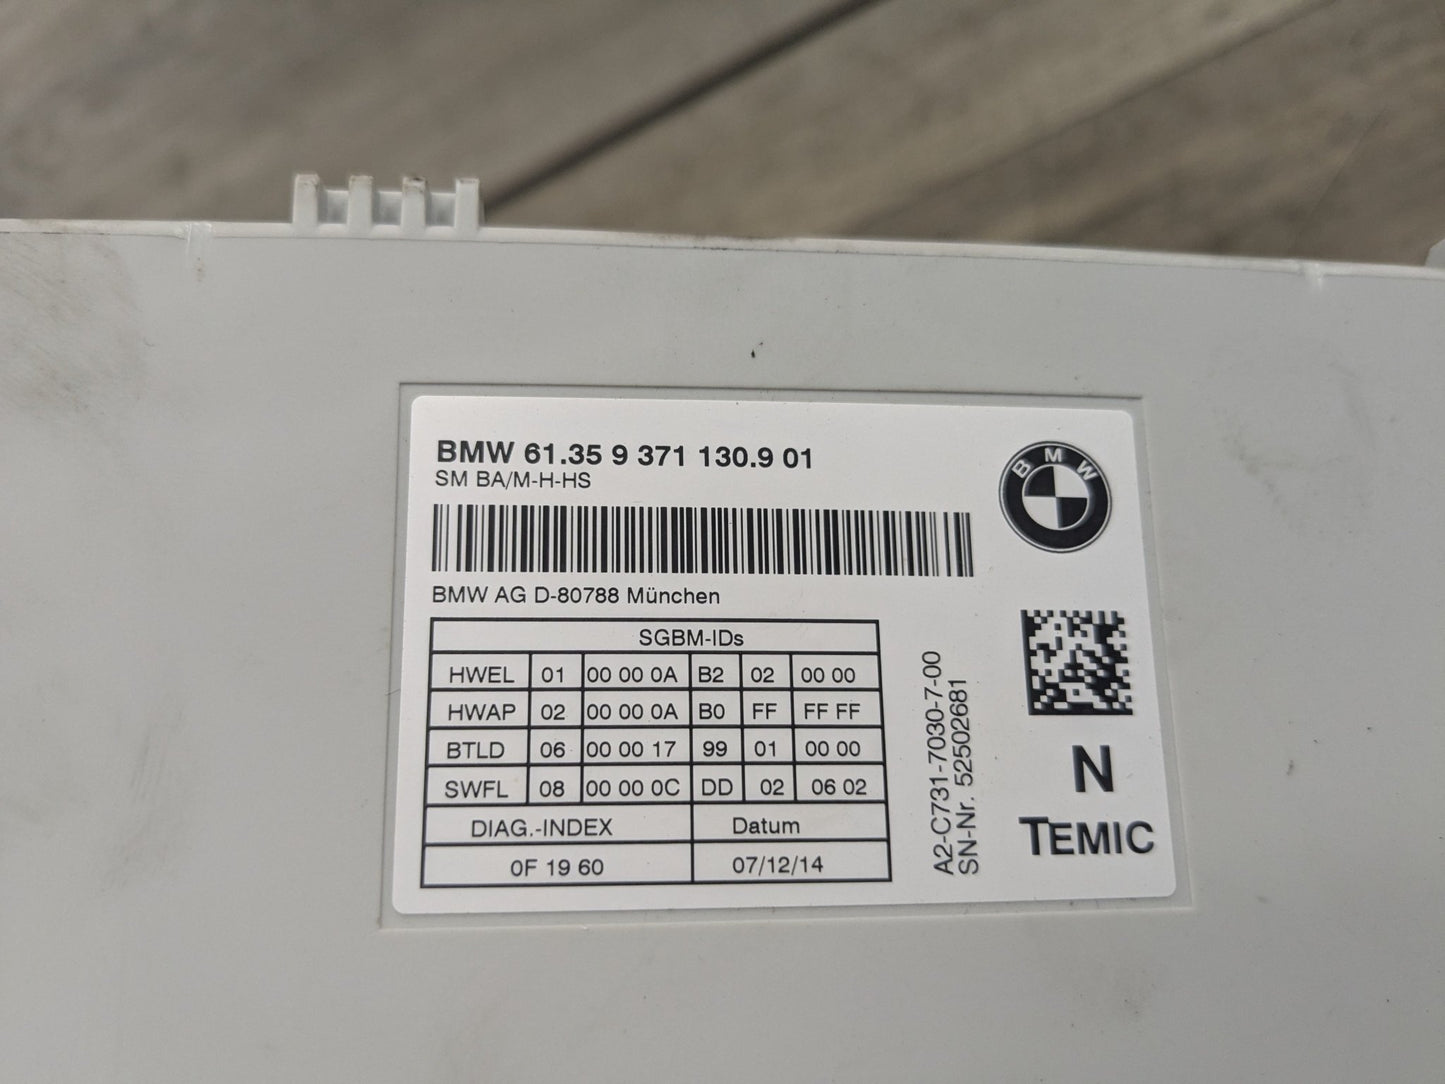 BMW 61.35 9 371 130.9 01
SM BA/M-H-HS
BMW
BMW AG D-80788 München
SGBM-IDs
HWEL 01 00 00 0A B2 02 00 00
HWAP 02 00 00 0A B0 FF FF FF
BTLD 06 00 00 17 99 01 00 00
SWFL 08 00 00 0C DD 02 06 02
DIAG.-INDEX Datum
0F 19 60 07/12/14
A2-C731-7030-7-00
SN-Nr. 52502681
N
TEMIC